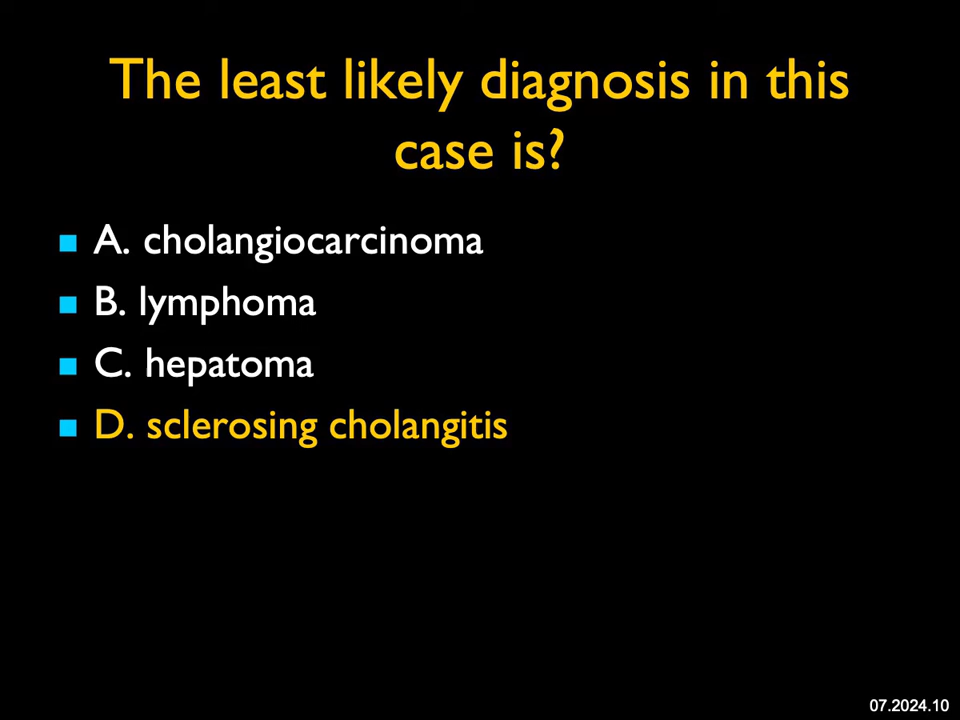 The least likely diagnosis in this
case is?
A. cholangiocarcinoma
B. lymphoma
C. hepatoma
D. sclerosing cholangitis
07.2024.10